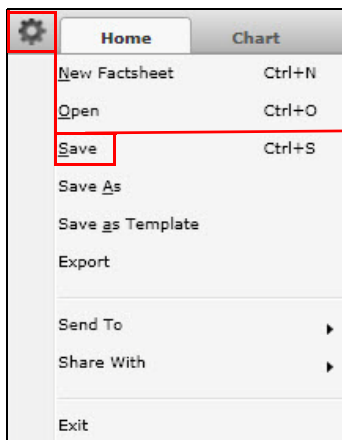 Home Chart
New Factsheet Ctrl+N
Open Ctrl+O
Save Ctrl+S
Save As
Save as Template
Export
Send To
Share With
Exit